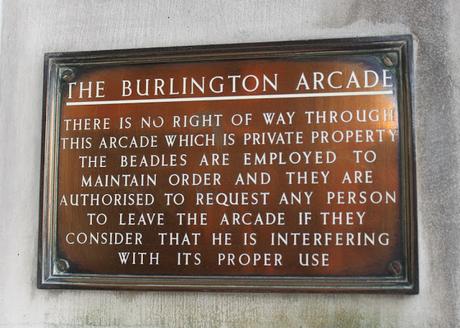 THE BURLINGTON ARCADE
THERE IS NO RIGHT OF WAY THROUGH
THIS ARCADE WHICH IS PRIVATE PROPERTY
THE BEADLES ARE EMPLOYED TO
MAINTAIN ORDER AND THEY ARE
AUTHORISED TO REQUEST ANY PERSON
TO LEAVE THE ARCADE IF THEY
CONSIDER THAT HE IS INTERFERING
WITH ITS PROPER USE